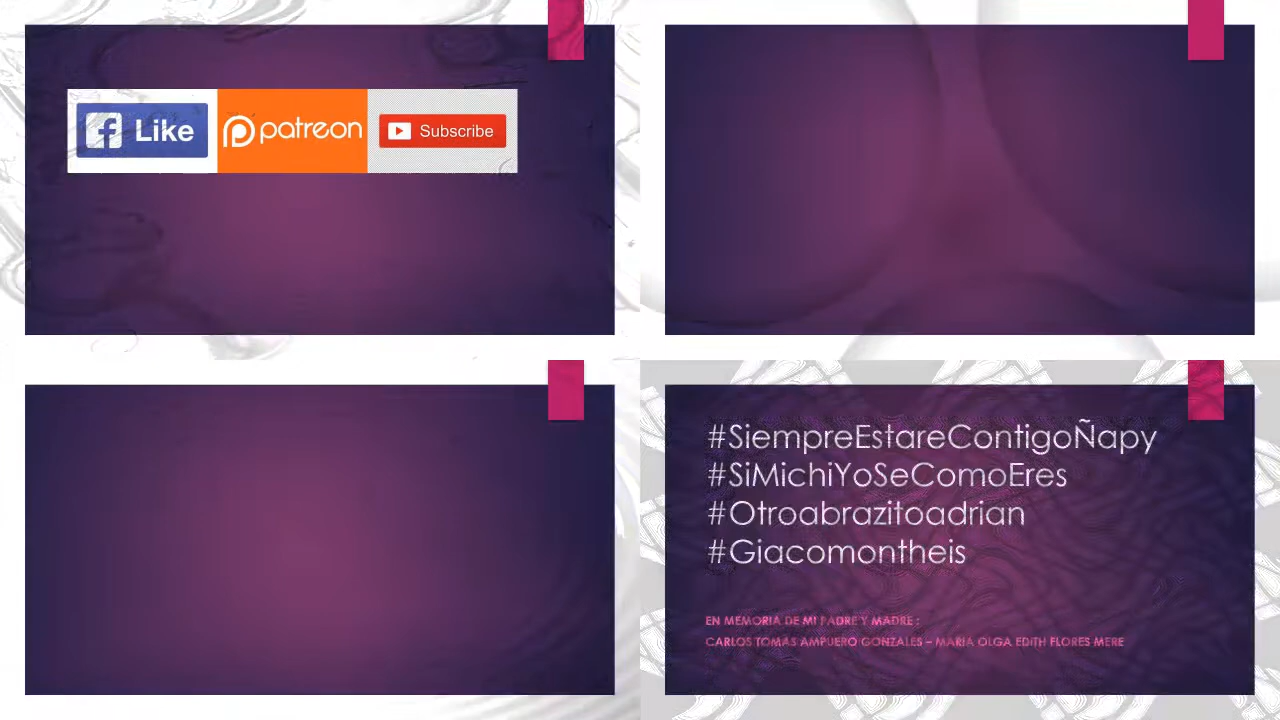 Like
patreon
Subscribe
#SiempreEstareContigoÑapy
#SiMichiYoSeComoEres
#Otroabrazitoadrian
#Giacomontheis
EN MEMORIA DE MI PADRE Y MADRE :
CARLOS TOMAS AMPUERO GONZALES – MARIA OLGA EDITH FLORES MERE